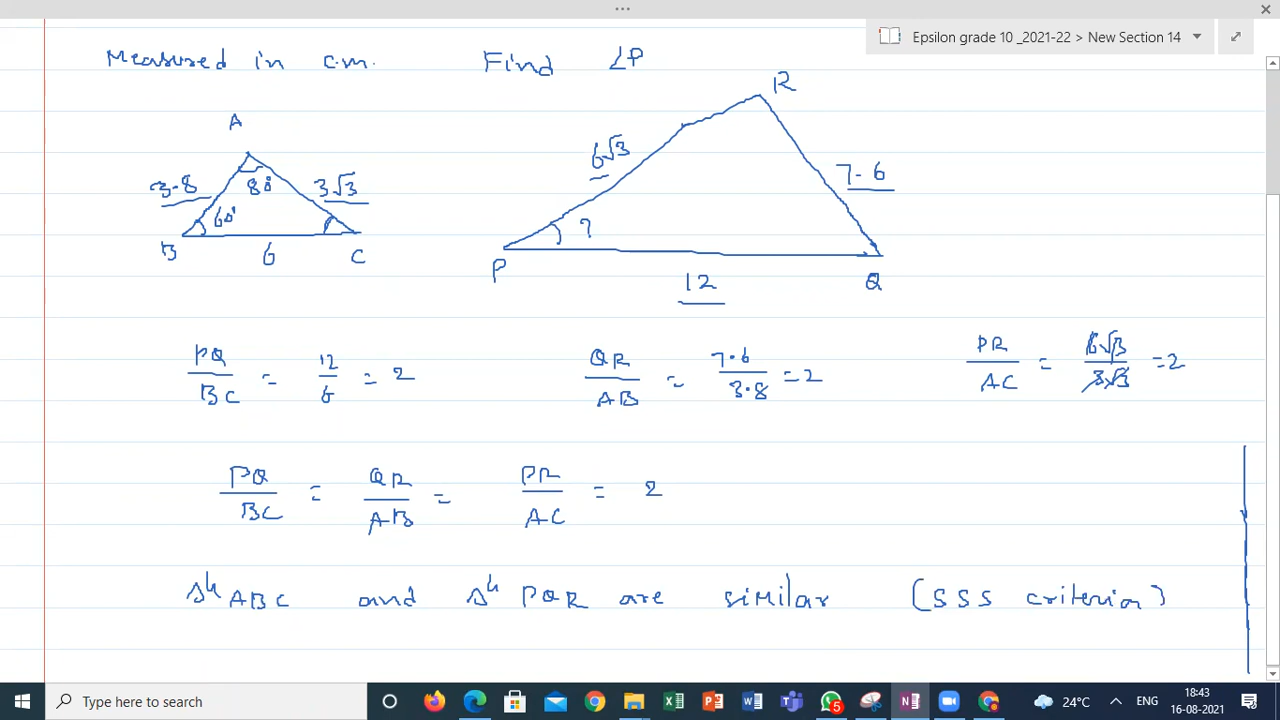 ...
Epsilon grade 10 _2021-22 > New Section 14
Measured in c.m. Find ∠P
A
R
3.8
80°
3√3
60°
B
6
C
6√3
7.6
?
P
12
Q
PQ/BC = 12/6 = 2
QR/AB = 7.6/3.8 = 2
PR/AC = 6√3/3√3 = 2
PQ/BC = QR/AB = PR/AC = 2
Δle ABC and Δle PQR are similar (SSS criterion)
Type here to search
5
24°C
ENG
18:43
16-08-2021